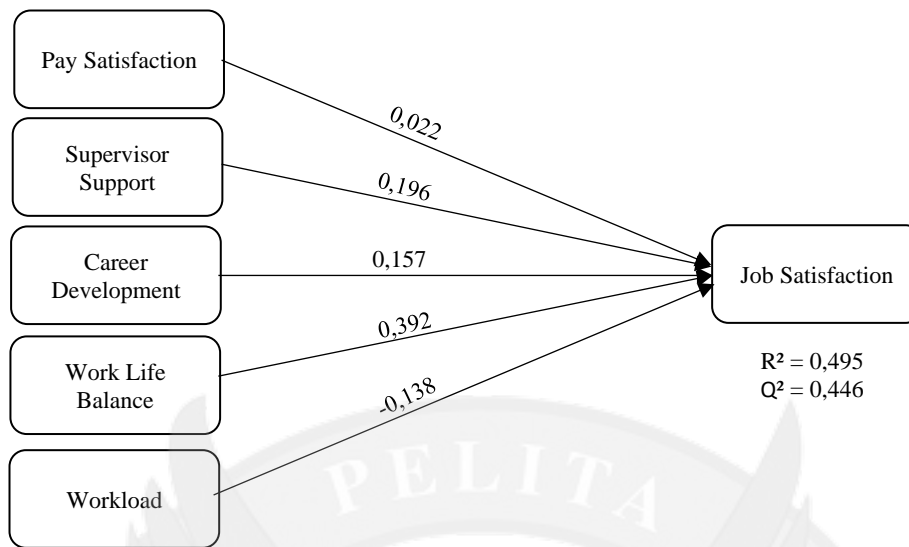 Pay Satisfaction
0,022
Supervisor
Support
0,196
Career
Development
0,157
Job Satisfaction
Work Life
Balance
0,392
R² = 0,495
Q² = 0,446
-0,138
Workload
PELITA